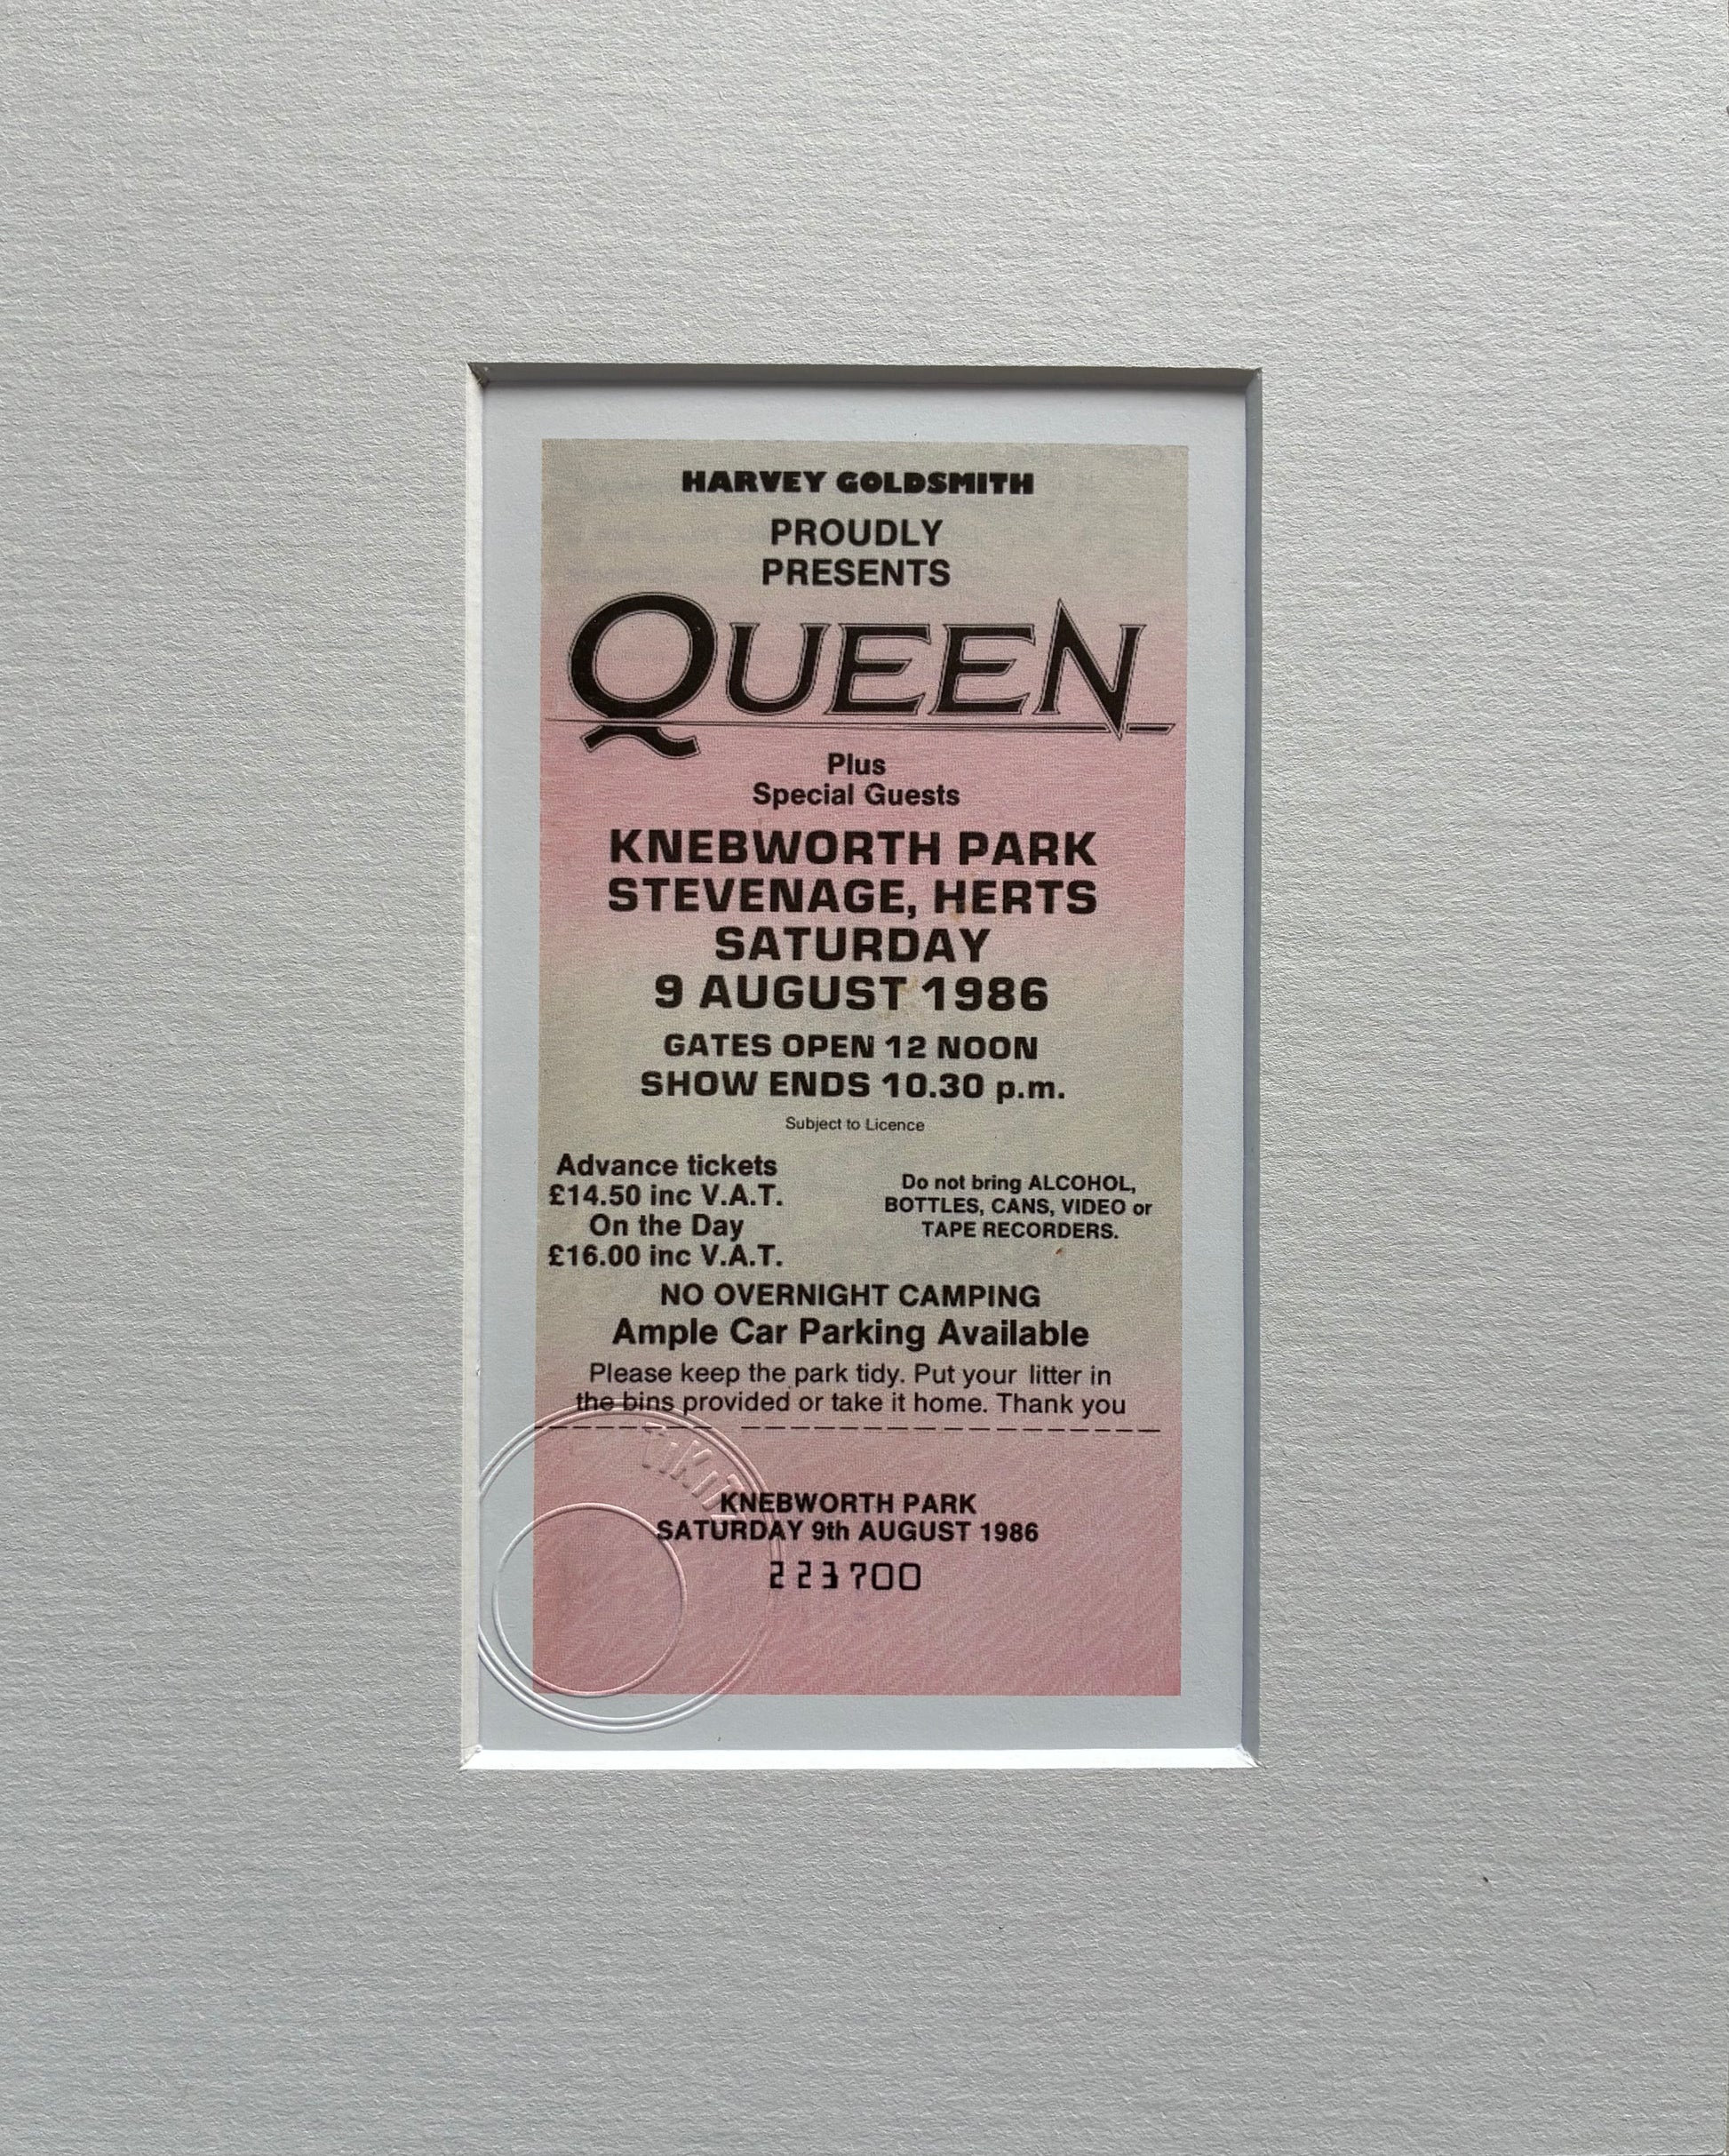 HARVEY GOLDSMITH
PROUDLY
PRESENTS
QUEEN
Plus
Special Guests
KNEBWORTH PARK
STEVENAGE, HERTS
SATURDAY
9 AUGUST 1986
GATES OPEN 12 NOON
SHOW ENDS 10.30 p.m.
Subject to Licence
Advance tickets
£14.50 inc V.A.T.
On the Day
£16.00 inc V.A.T.
Do not bring ALCOHOL,
BOTTLES, CANS, VIDEO or
TAPE RECORDERS.
NO OVERNIGHT CAMPING
Ample Car Parking Available
Please keep the park tidy. Put your litter in
the bins provided or take it home. Thank you
KNEBWORTH PARK
SATURDAY 9th AUGUST 1986
223700